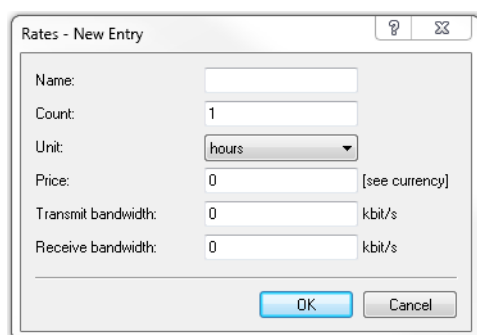 Rates - New Entry
Name:
Count: 1
Unit: hours
Price: 0 [see currency]
Transmit bandwidth: 0 kbit/s
Receive bandwidth: 0 kbit/s
OK Cancel